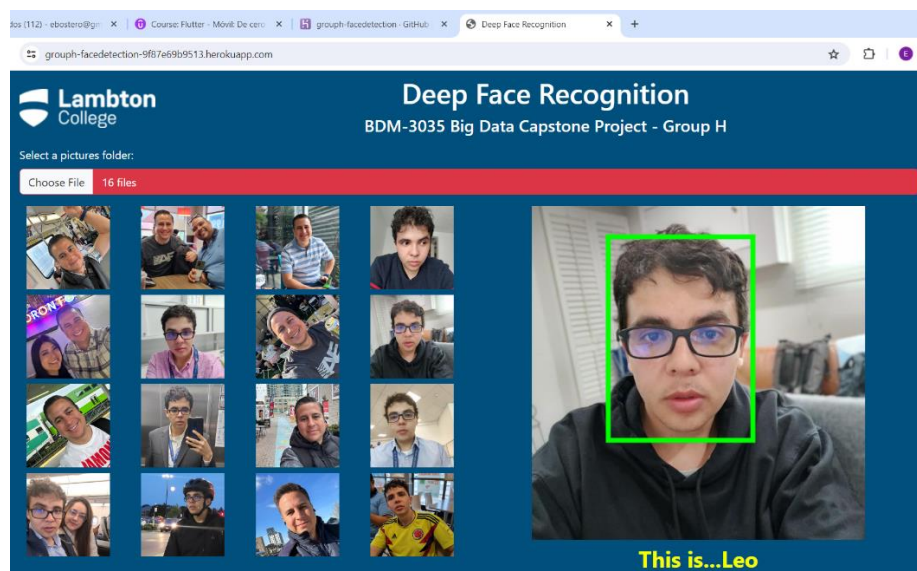 dos (112) - ebostero@gm
Course: Flutter - Móvil: De cero
grouph-facedetection · GitHub
Deep Face Recognition
grouph-facedetection-9f87e69b9513.herokuapp.com
E
Lambton
College
Deep Face Recognition
BDM-3035 Big Data Capstone Project - Group H
Select a pictures folder:
Choose File 16 files
This is...Leo